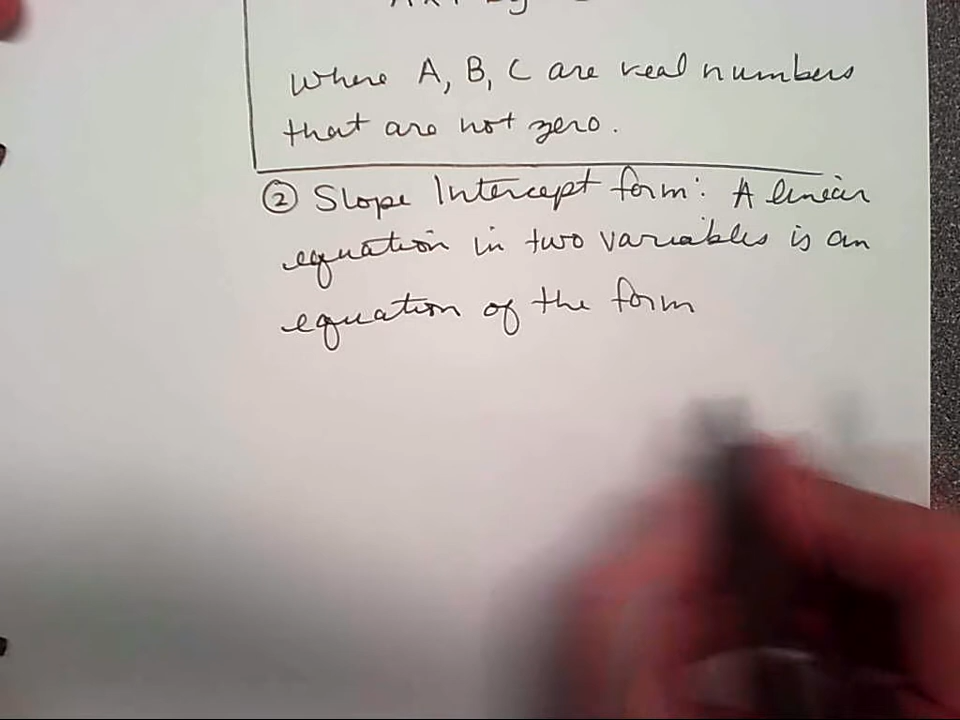 where A, B, C are real numbers
that are not zero.
② Slope Intercept form: A linear
equation in two variables is an
equation of the form